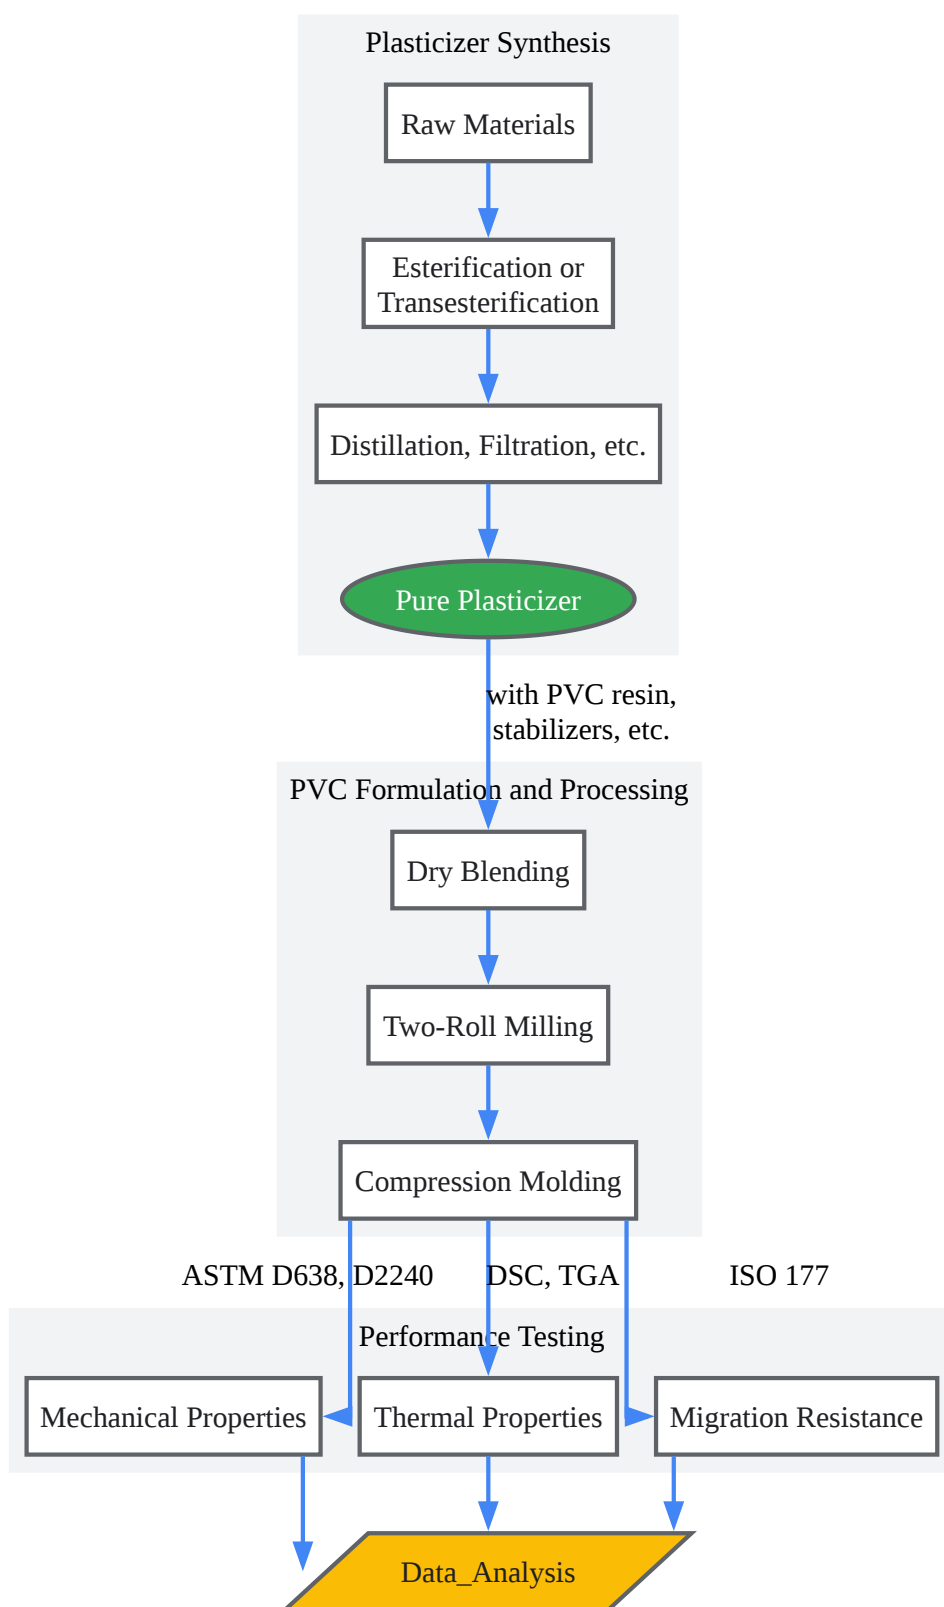 Plasticizer Synthesis
Raw Materials
Esterification or
Transesterification
Distillation, Filtration, etc.
Pure Plasticizer
with PVC resin,
stabilizers, etc.
PVC Formulation and Processing
Dry Blending
Two-Roll Milling
Compression Molding
ASTM D638, D2240
DSC, TGA
ISO 177
Performance Testing
Mechanical Properties
Thermal Properties
Migration Resistance
Data_Analysis